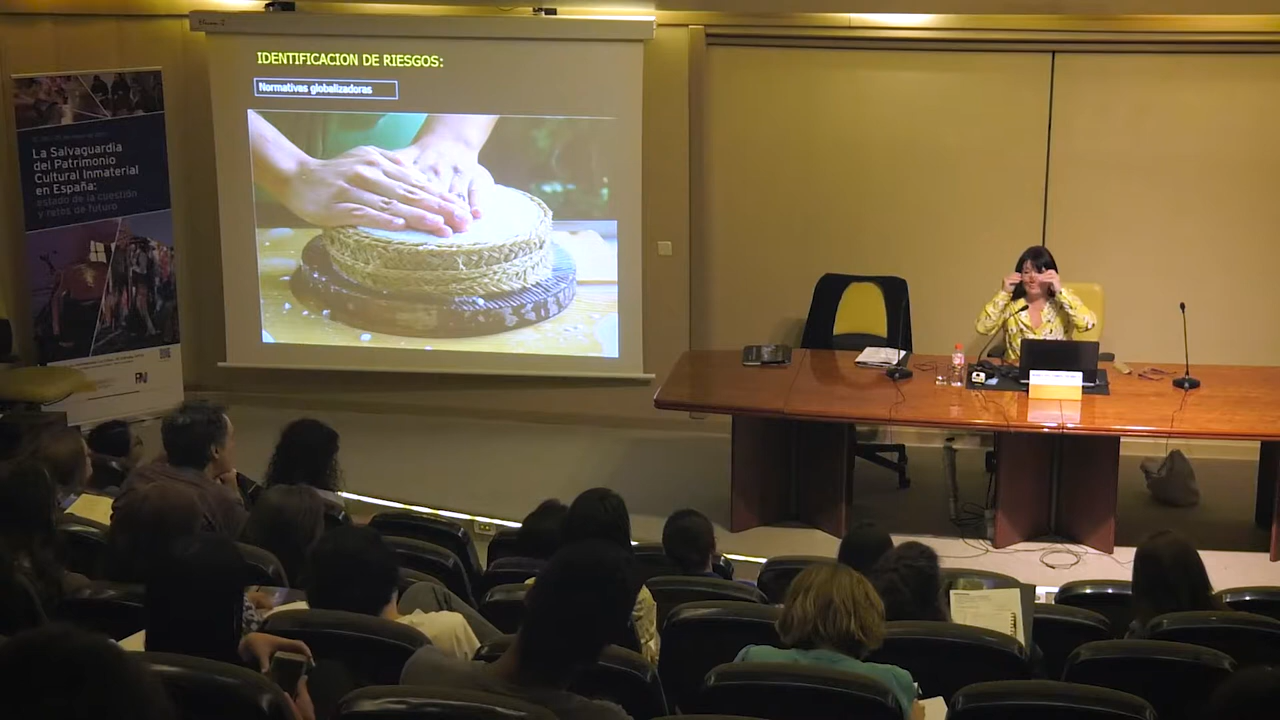 IDENTIFICACION DE RIESGOS:
Normativas globalizadoras
La Salvaguardia
del Patrimonio
Cultural Inmaterial
en España:
estado de la cuestión
y retos de futuro